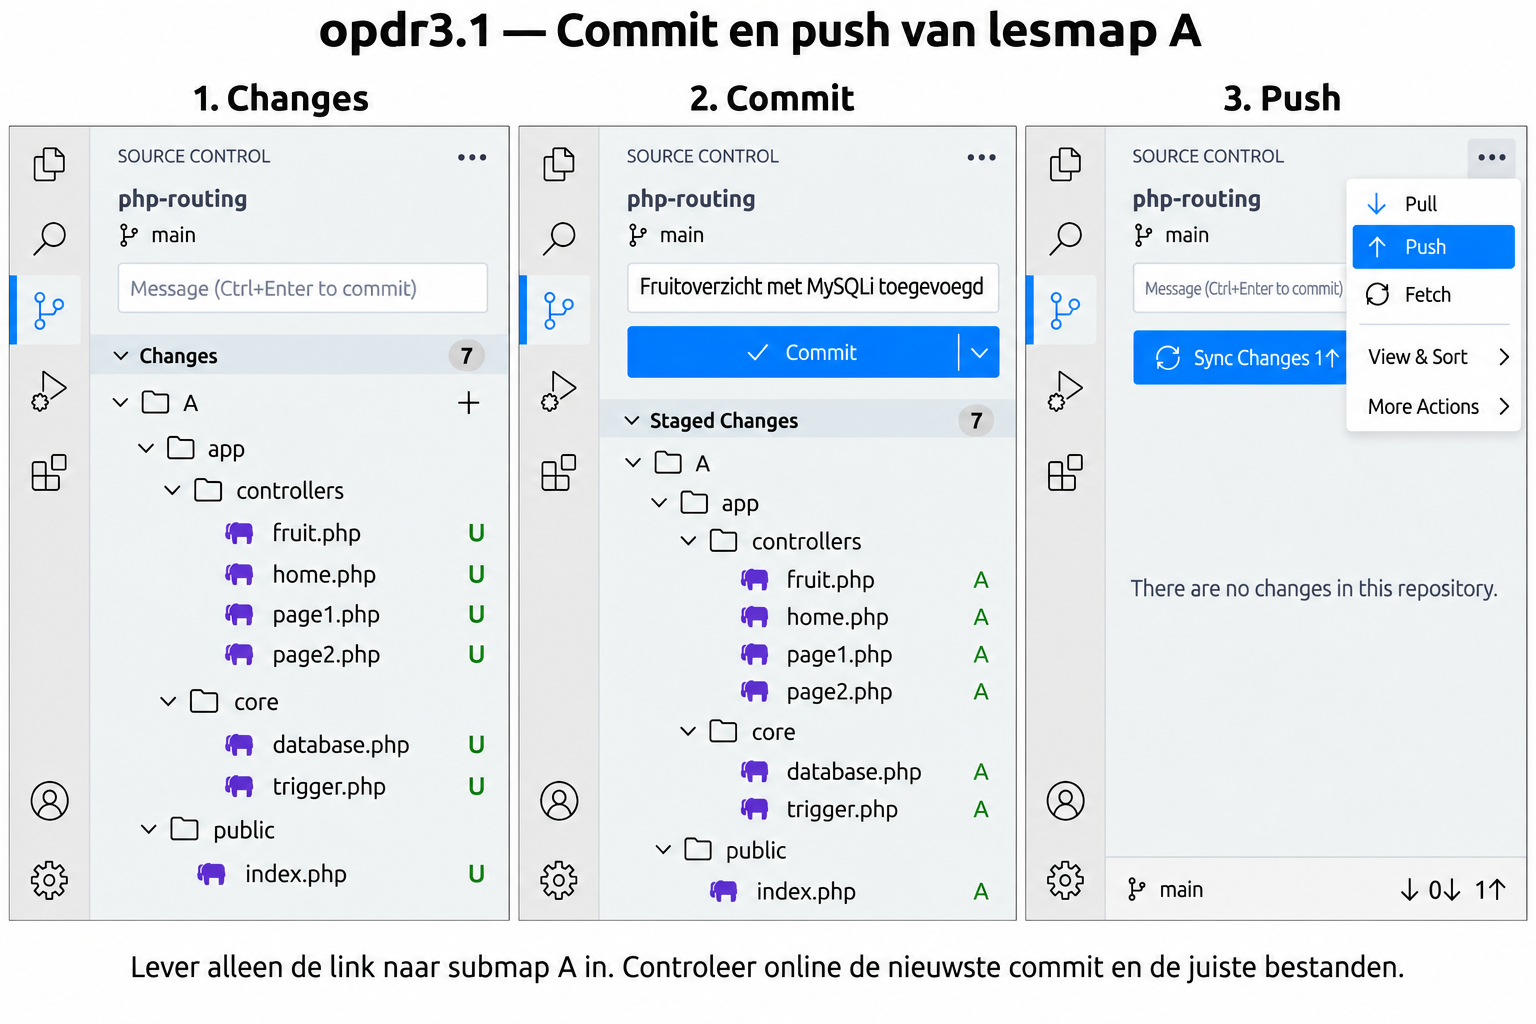 opdr3.1 — Commit en push van lesmap A
1. Changes
SOURCE CONTROL
php-routing
main
Message (Ctrl+Enter to commit)
Changes 7
A
app
controllers
fruit.php U
home.php U
page1.php U
page2.php U
core
database.php U
trigger.php U
public
index.php U
2. Commit
SOURCE CONTROL
php-routing
main
Fruitoverzicht met MySQLi toegevoegd
Commit
Staged Changes 7
A
app
controllers
fruit.php A
home.php A
page1.php A
page2.php A
core
database.php A
trigger.php A
public
index.php A
3. Push
SOURCE CONTROL
php-routing
main
Message (Ctrl+Enter to commit)
Sync Changes 1↑
Pull
Push
Fetch
View & Sort
More Actions
There are no changes in this repository.
main ↓ 0↓ 1↑
Lever alleen de link naar submap A in. Controleer online de nieuwste commit en de juiste bestanden.